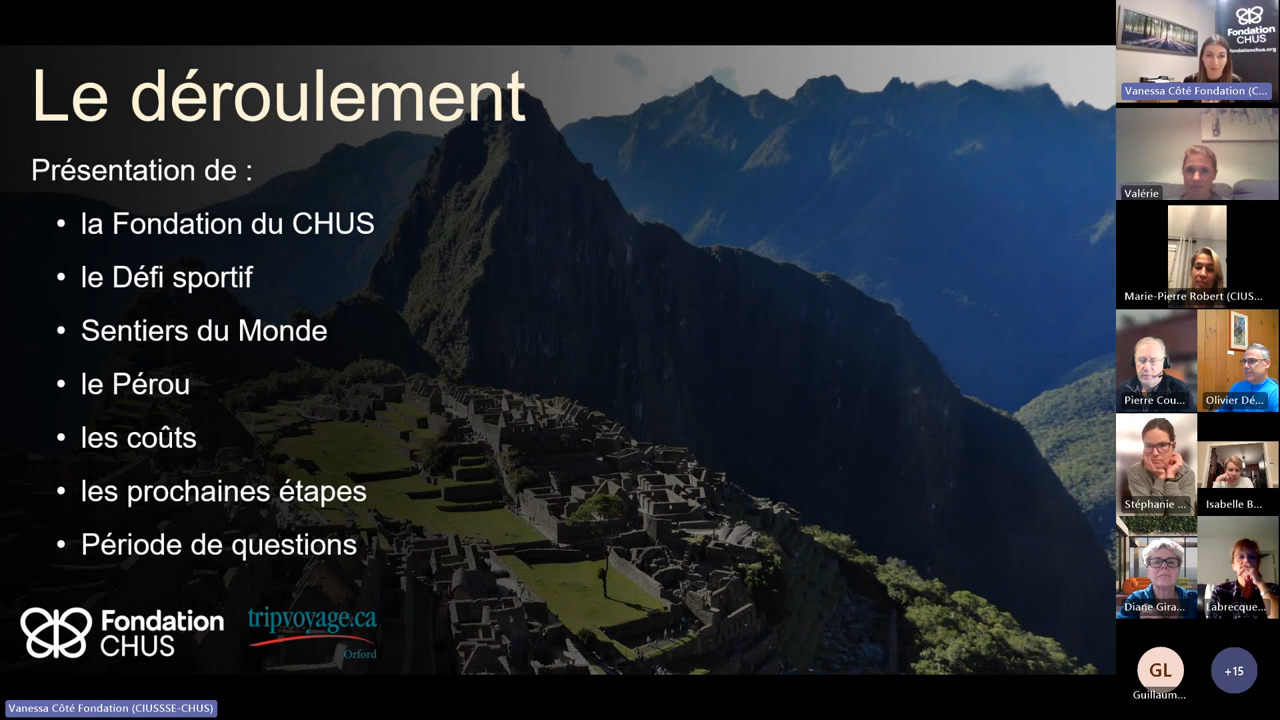 Le déroulement
Présentation de :
• la Fondation du CHUS
• le Défi sportif
• Sentiers du Monde
• le Pérou
• les coûts
• les prochaines étapes
• Période de questions
Fondation
CHUS
tripvoyage.ca
Orford
Vanessa Côté Fondation (CIUSSSE-CHUS)
Fondation
CHUS
fondationchus.org
Vanessa Côté Fondation (C...
Valérie
Marie-Pierre Robert (CIUS...
Pierre Cou...
Olivier Dé...
Stéphanie ...
Isabelle B...
Diane Gira...
Labrecque...
GL
Guillaum...
+15